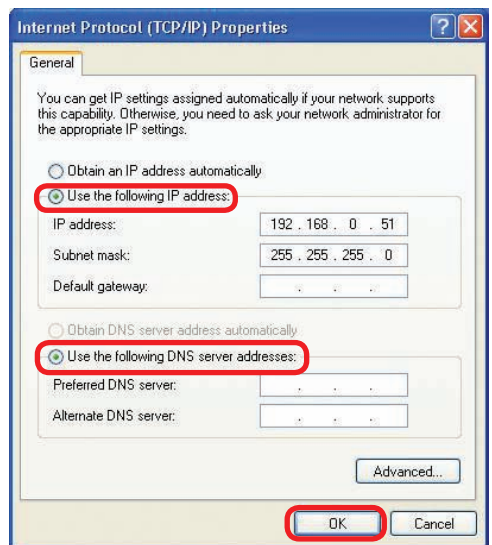 Internet Protocol (TCP/IP) Properties
General
You can get IP settings assigned automatically if your network supports
this capability. Otherwise, you need to ask your network administrator for
the appropriate IP settings.
Obtain an IP address automatically
Use the following IP address:
IP address: 192 . 168 . 0 . 51
Subnet mask: 255 . 255 . 255 . 0
Default gateway: . . .
Obtain DNS server address automatically
Use the following DNS server addresses:
Preferred DNS server: . . .
Alternate DNS server: . . .
Advanced...
OK Cancel